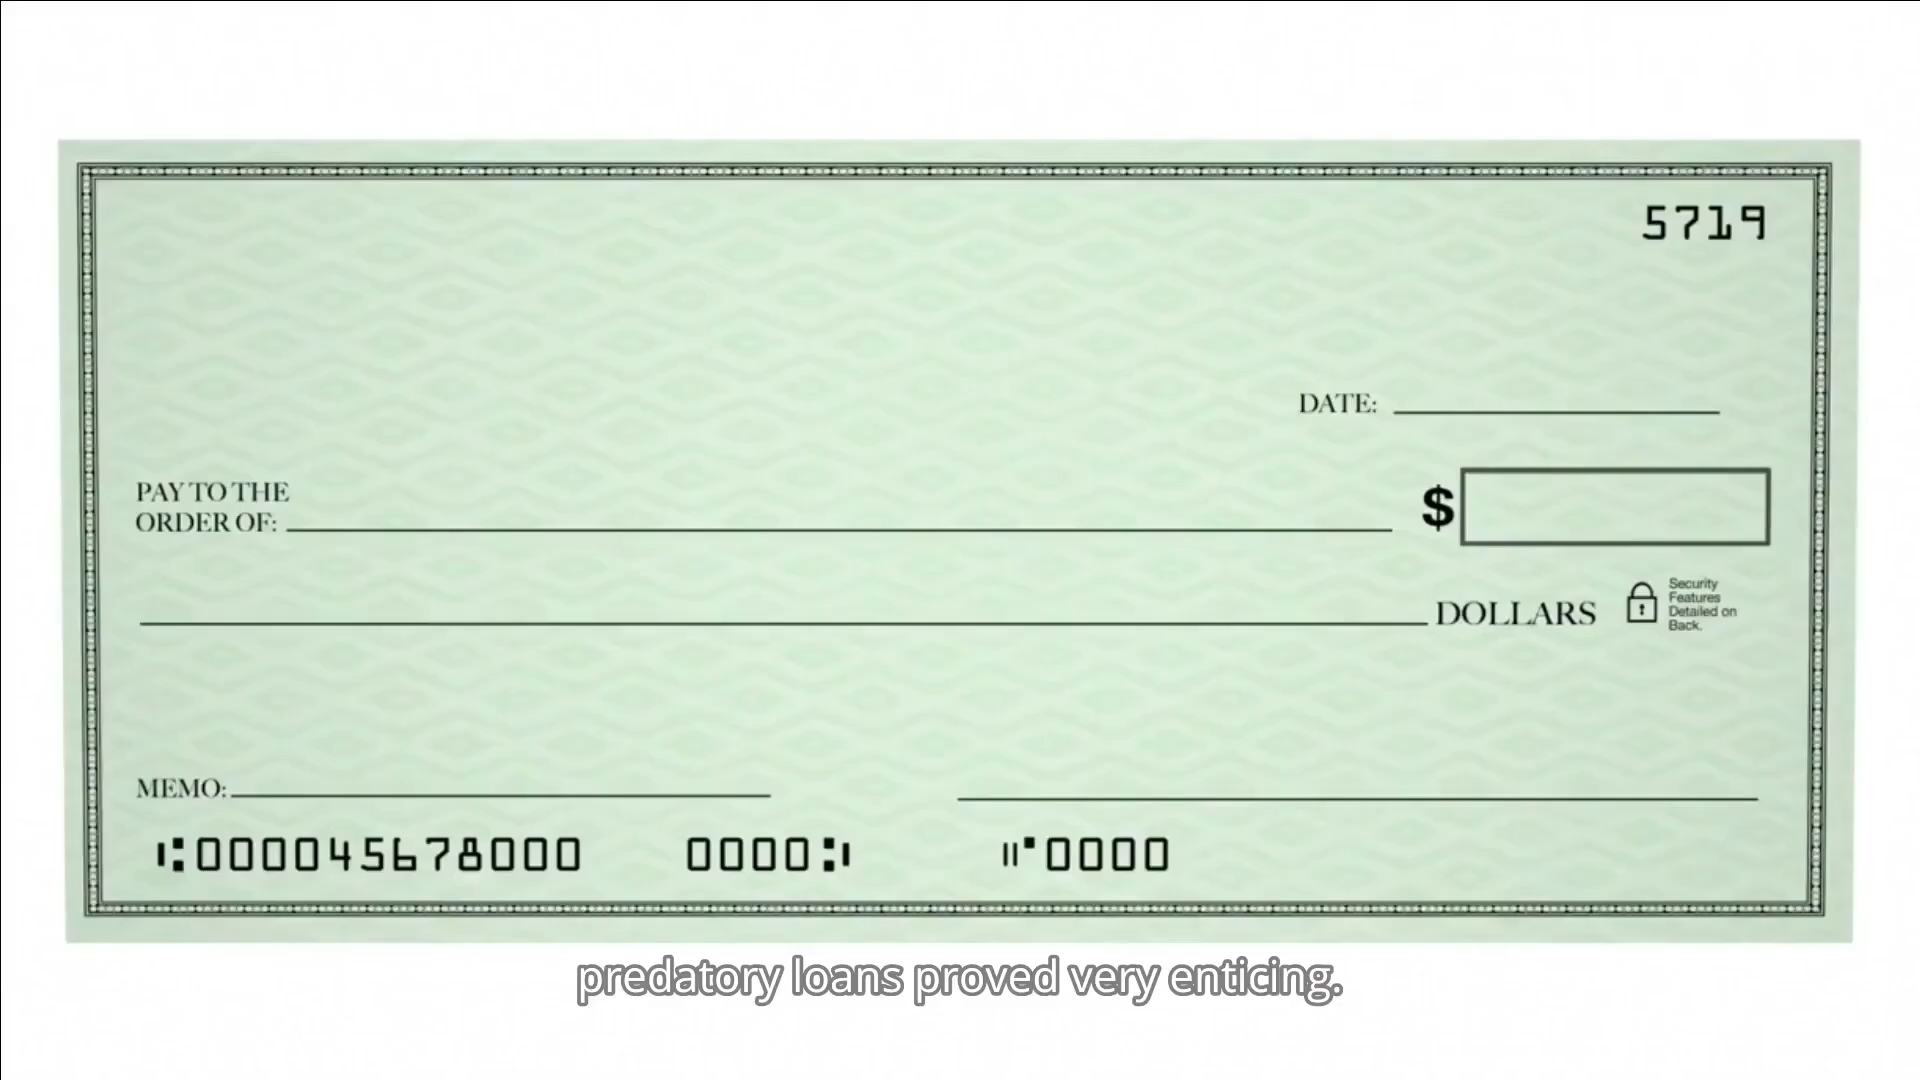 5719
DATE:
PAY TO THE
ORDER OF:
$
DOLLARS
Security
Features
Detailed on
Back.
MEMO:
⑆000045678000 0000⑆ ⑈0000
predatory loans proved very enticing.